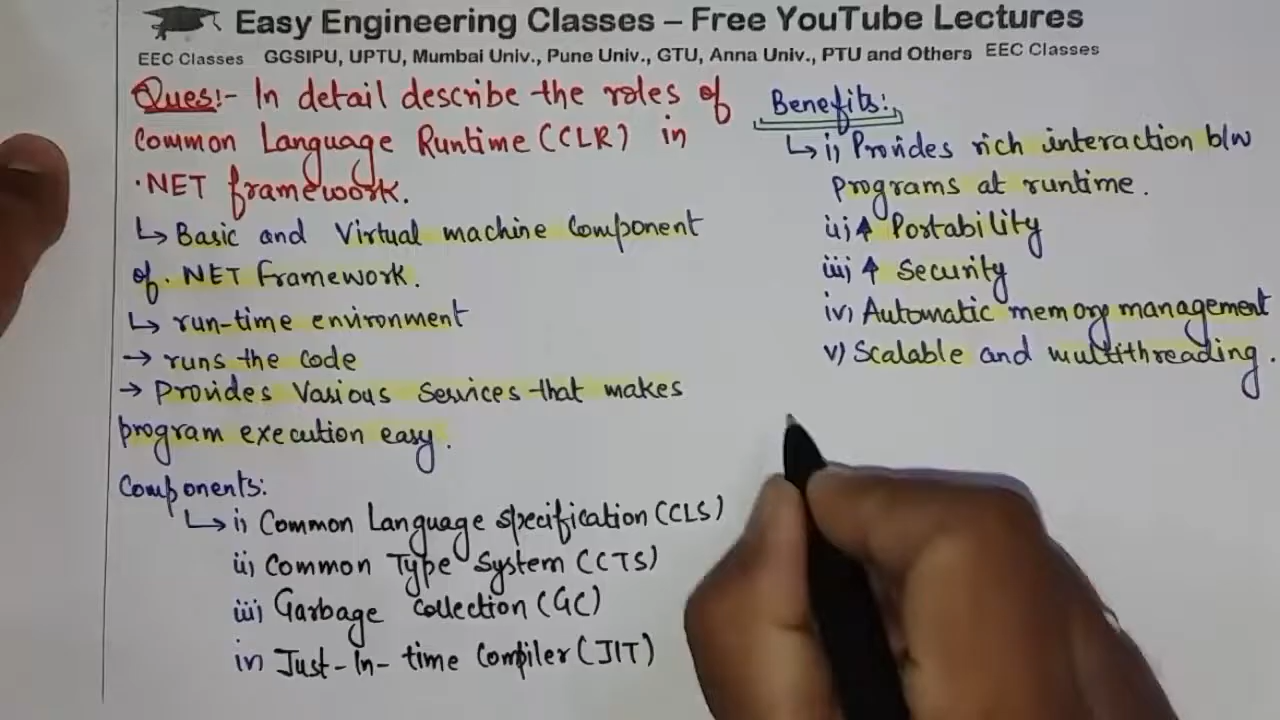 Easy Engineering Classes – Free YouTube Lectures
EEC Classes GGSIPU, UPTU, Mumbai Univ., Pune Univ., GTU, Anna Univ., PTU and Others EEC Classes
Ques:- In detail describe the roles of
Common Language Runtime (CLR) in
.NET framework.
↳ Basic and Virtual machine Component
of .NET Framework.
↳ run-time environment
→ runs the code
→ Provides Various Services that makes
program execution easy.
Components:
↳ i) Common Language Specification (CLS)
ii) Common Type System (CTS)
iii) Garbage Collection (GC)
iv) Just-In-time Compiler (JIT)
Benefits:
↳ i) Provides rich interaction b/w
programs at runtime.
ii) ↑ Portability
iii) ↑ Security
iv) Automatic memory management
v) Scalable and multithreading.